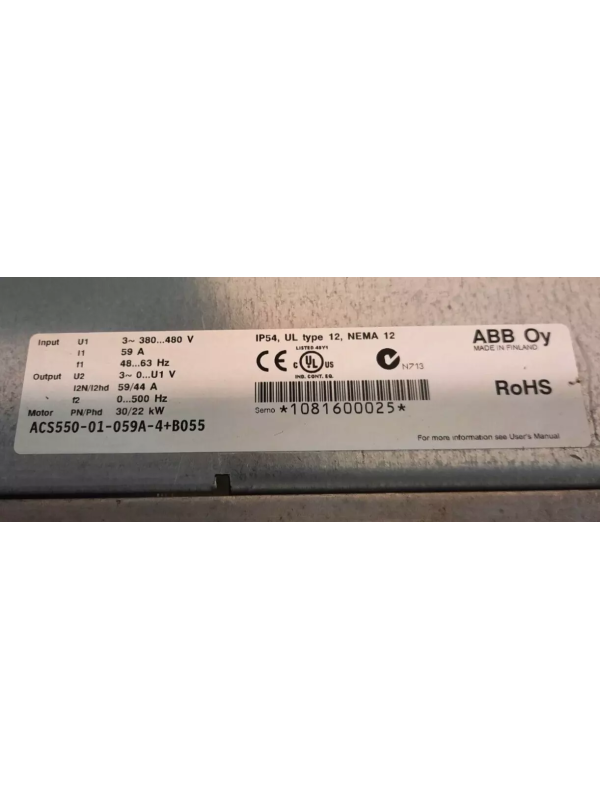 Input U1 3~ 380...480 V
I1 59 A
f1 48...63 Hz
Output U2 3~ 0...U1 V
I2N/I2hd 59/44 A
f2 0...500 Hz
Motor PN/Phd 30/22 kW
ACS550-01-059A-4+B055
IP54, UL type 12, NEMA 12
LISTED 45Y1
CE c UL US
IND. CONT. EQ.
N713
Serno *1081600025*
ABB Oy
MADE IN FINLAND
RoHS
For more information see User's Manual